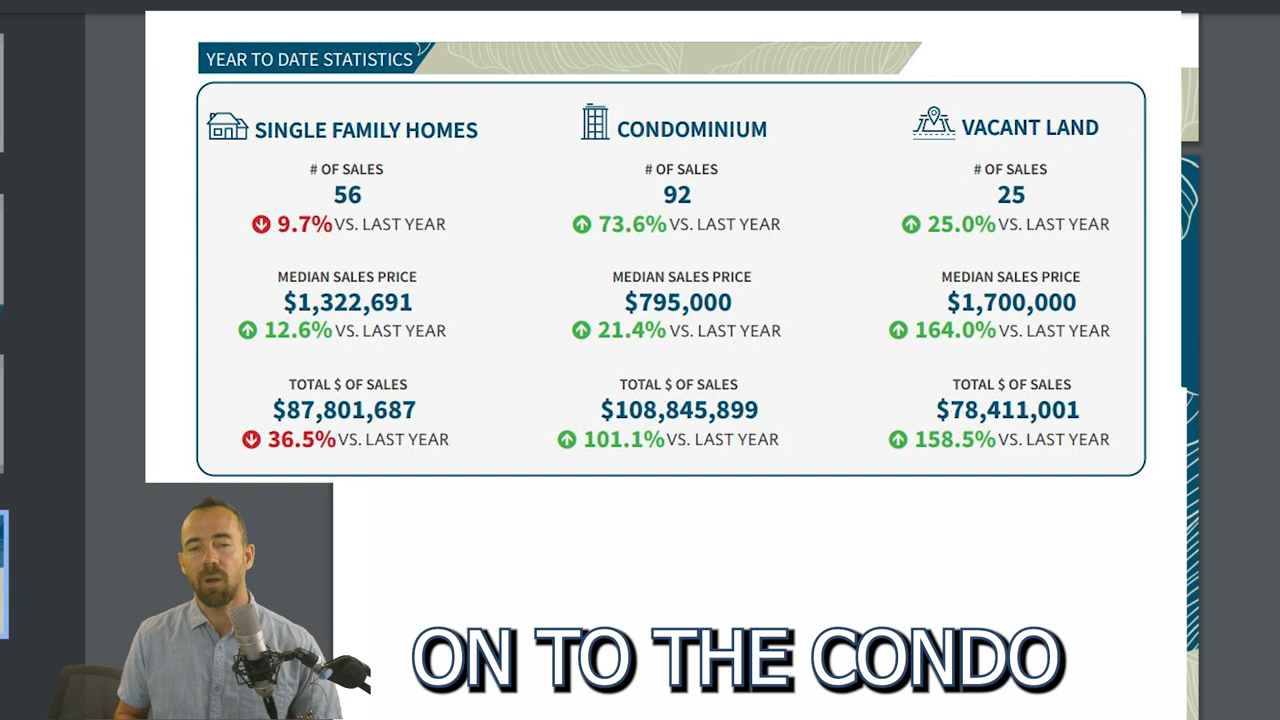 YEAR TO DATE STATISTICS
SINGLE FAMILY HOMES
# OF SALES
56
9.7% VS. LAST YEAR
MEDIAN SALES PRICE
$1,322,691
12.6% VS. LAST YEAR
TOTAL $ OF SALES
$87,801,687
36.5% VS. LAST YEAR
CONDOMINIUM
# OF SALES
92
73.6% VS. LAST YEAR
MEDIAN SALES PRICE
$795,000
21.4% VS. LAST YEAR
TOTAL $ OF SALES
$108,845,899
101.1% VS. LAST YEAR
VACANT LAND
# OF SALES
25
25.0% VS. LAST YEAR
MEDIAN SALES PRICE
$1,700,000
164.0% VS. LAST YEAR
TOTAL $ OF SALES
$78,411,001
158.5% VS. LAST YEAR
ON TO THE CONDO